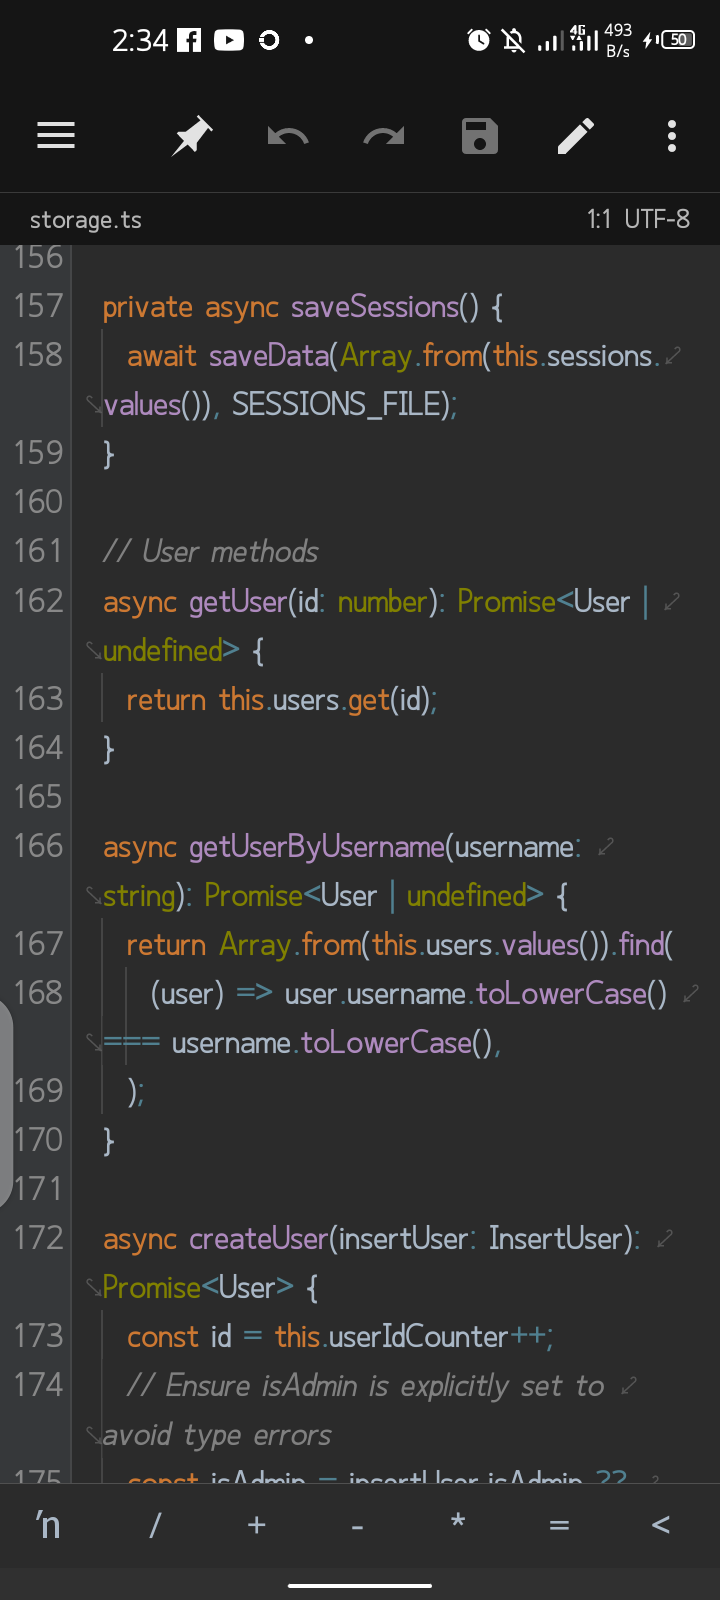 2:34
4G 493 B/s 50
storage.ts 1:1 UTF-8
156
157 private async saveSessions() {
158 await saveData(Array.from(this.sessions.
values()), SESSIONS_FILE);
159 }
160
161 // User methods
162 async getUser(id: number): Promise<User |
undefined> {
163 return this.users.get(id);
164 }
165
166 async getUserByUsername(username:
string): Promise<User | undefined> {
167 return Array.from(this.users.values()).find(
168 (user) => user.username.toLowerCase()
=== username.toLowerCase(),
169 );
170 }
171
172 async createUser(insertUser: InsertUser):
Promise<User> {
173 const id = this.userIdCounter++;
174 // Ensure isAdmin is explicitly set to
avoid type errors
175 const isAdmin = insertUser.isAdmin ??
'n / + - * = <